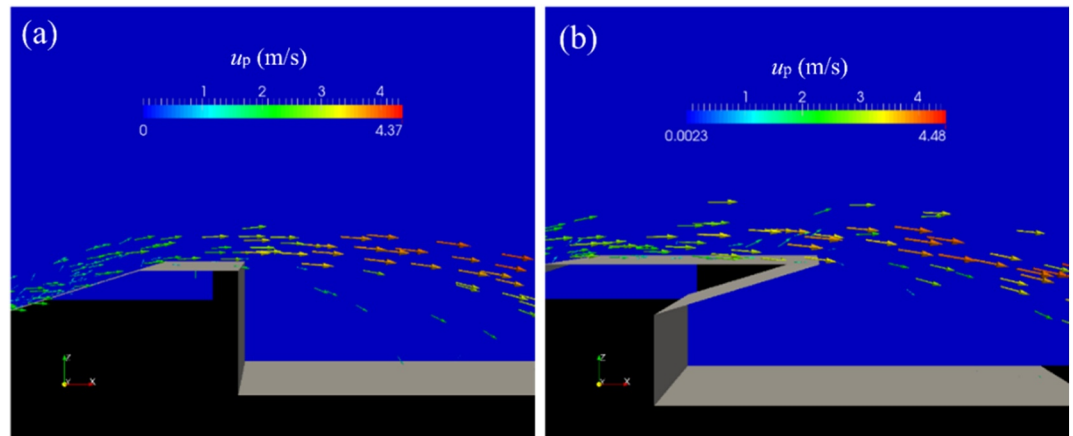 (a)
uₚ (m/s)
1 2 3 4
0 4.37
Z
Y X
(b)
uₚ (m/s)
1 2 3 4
0.0023 4.48
Z
Y X